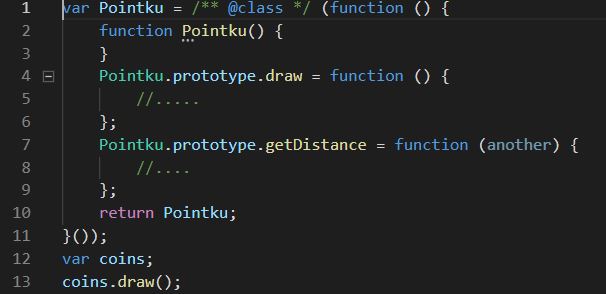 1 var Pointku = /** @class */ (function () {
2 function Pointku() {
3 }
4 Pointku.prototype.draw = function () {
5 //.....
6 };
7 Pointku.prototype.getDistance = function (another) {
8 //....
9 };
10 return Pointku;
11 }());
12 var coins;
13 coins.draw();